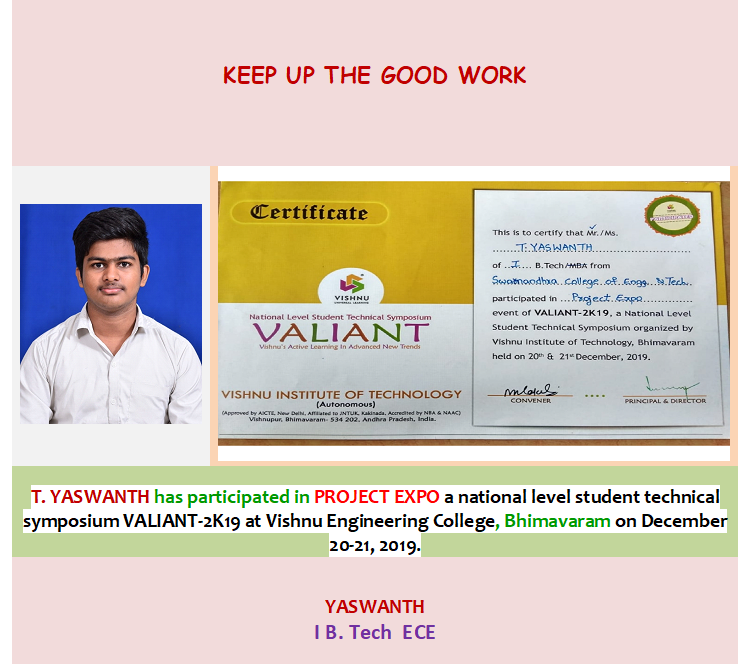 KEEP UP THE GOOD WORK
Certificate
VISHNU
UNIVERSAL LEARNING
National Level Student Technical Symposium
VALIANT
Vishnu's Active Learning In Advanced New Trends
VISHNU INSTITUTE OF TECHNOLOGY
(Autonomous)
(Approved by AICTE, New Delhi, Affiliated to JNTUK, Kakinada, Accredited by NBA & NAAC)
Vishnupur, Bhimavaram- 534 202, Andhra Pradesh, India.
This is to certify that Mr./Ms.
T. YASWANTH
of I B.Tech/MBA from
Swarnandhra College of Engg. & Tech.
participated in Project Expo
event of VALIANT-2K19, a National Level
Student Technical Symposium organized by
Vishnu Institute of Technology, Bhimavaram
held on 20th & 21st December, 2019.
CONVENER
PRINCIPAL & DIRECTOR
T. YASWANTH has participated in PROJECT EXPO a national level student technical
symposium VALIANT-2K19 at Vishnu Engineering College, Bhimavaram on December
20-21, 2019.
YASWANTH
I B. Tech ECE